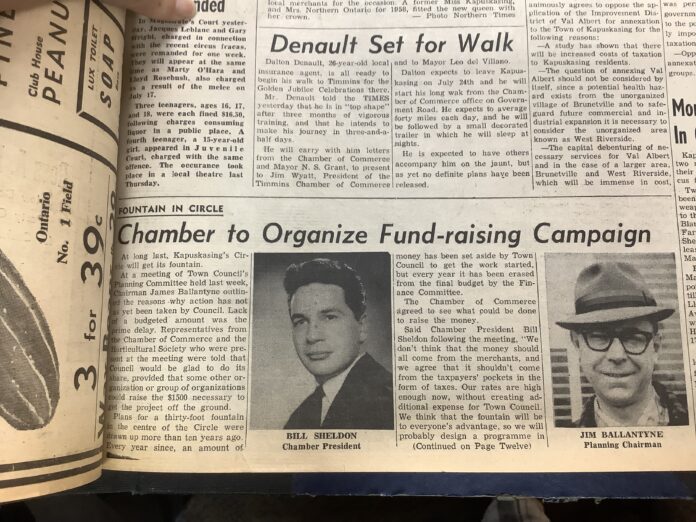 Club House
PEANU
LUX TOILET
SOAP
Ontario
No. 1 Field
3 for 39c
nded
In Magistrate's Court yester-
day, Jacques Leblanc and Gary
Wright, charged in connection
with the recent circus fracas,
were remanded for one week.
They will appear at the same
time as Marty O'Hara and
Lloyd Roesbush, also charged
as a result of the melee on
July 17.
Three teenagers, ages 16, 17,
and 18, were each fined $16.50,
following charges consuming
liquor in a public place. A
fourth teenager, a 15-year-old
girl, appeared in Juvenile
Court, charged with the same
offence. The occurance took
place in a local theatre last
Thursday.
local merchants for the occasion. A former Miss Kapuskasing,
and Mrs. Northern Ontario for 1958, fitted the new queen with
her crown. — Photo Northern Times
Denault Set for Walk
Dalton Denault, 26-year-old local
insurance agent, is all ready to
begin his walk to Timmins for the
Golden Jubilee Celebrations there.
Mr. Denault told the TIMES
yesterday that he is in "top shape"
after three months of vigorous
training, and that he intends to
make his journey in three-and-a-
half days.
He will carry with him letters
from the Chamber of Commerce
and Mayor N. S. Grant, to present
to Jim Wyatt, President of the
Timmins Chamber of Commerce
and to Mayor Leo del Villano.
Dalton expects to leave Kapus-
kasing on July 24th and he will
start his long walk from the Cham-
ber of Commerce office on Govern-
ment Road. He expects to average
forty miles each day, and he will
be followed by a small decorated
trailer in which he will sleep at
nights.
He is expected to have others
accompany him on the jaunt, but
as yet no definite plans have been
released.
animously agrees to oppose the ap-
plication of the Improvement Dis-
trict of Val Albert for annexation
to the Town of Kapuskasing for the
following reasons:
—A study has shown that there
will be increased costs of taxation
to Kapuskasing residents.
—The question of annexing Val
Albert should not be considered by
itself, since a potential health haz-
ard exists from the unorganized
village of Brunetville and to safe-
guard future commercial and in-
dustrial expansion it is necessary to
consider the unorganized area
known as West Riverside.
—The capital debenturing of ne-
cessary services for Val Albert
and in the case of a larger area,
Brunetville and West Riverside,
which will be immense in cost,
Mor
In
FOUNTAIN IN CIRCLE
Chamber to Organize Fund-raising Campaign
At long last, Kapuskasing's Cir-
cle will get its fountain.
At a meeting of Town Council's
Planning Committee held last week,
Chairman James Ballantyne outlin-
ed the reasons why action has not
as yet been taken by Council. Lack
of a budgeted amount was the
prime delay. Representatives from
the Chamber of Commerce and the
Horticultural Society who were pre-
sent at the meeting were told that
Council would be glad to do its
share, provided that some other or-
ganization or group of organizations
could raise the $1500 necessary to
get the project off the ground.
Plans for a thirty-foot fountain
in the centre of the Circle were
drawn up more than ten years ago.
Every year since, an amount of
BILL SHELDON
Chamber President
money has been set aside by Town
Council to get the work started,
but every year it has been erased
from the final budget by the Fin-
ance Committee.
The Chamber of Commerce
agreed to see what could be done
to raise the money.
Said Chamber President Bill
Sheldon following the meeting, "We
don't think that the money should
all come from the merchants, and
we agree that it shouldn't come
from the taxpayers' pockets in the
form of taxes. Our rates are high
enough now, without creating ad-
ditional expense for Town Council.
We think that the fountain will be
to everyone's advantage, so we will
probably design a programme in
(Continued on Page Twelve)
JIM BALLANTYNE
Planning Chairman